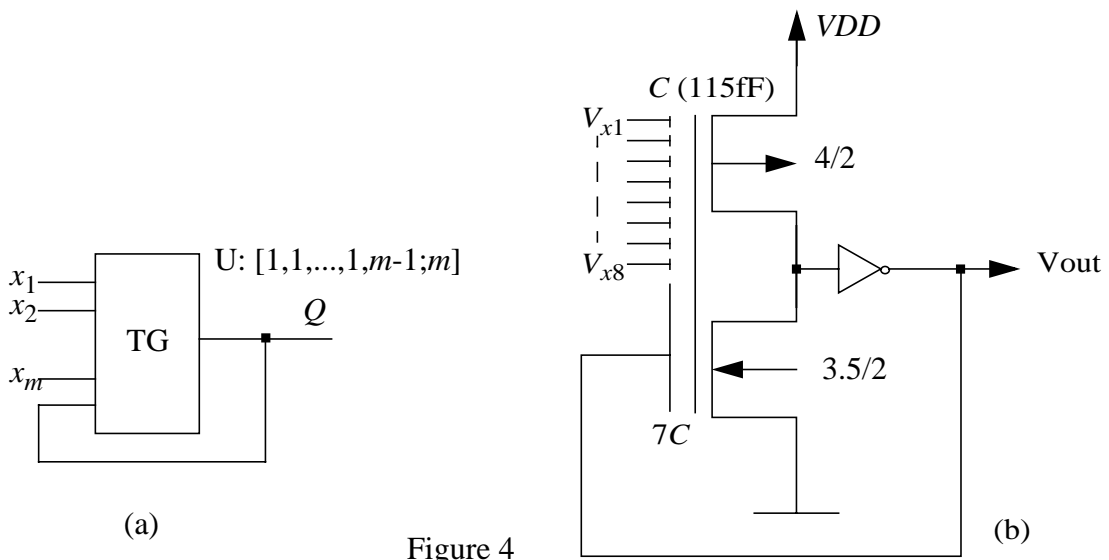 VDD
C (115fF)
Vx1
4/2
Vx8
Vout
3.5/2
7C
(b)
U: [1,1,...,1,m-1;m]
x1
x2
Q
TG
xm
(a)
Figure 4